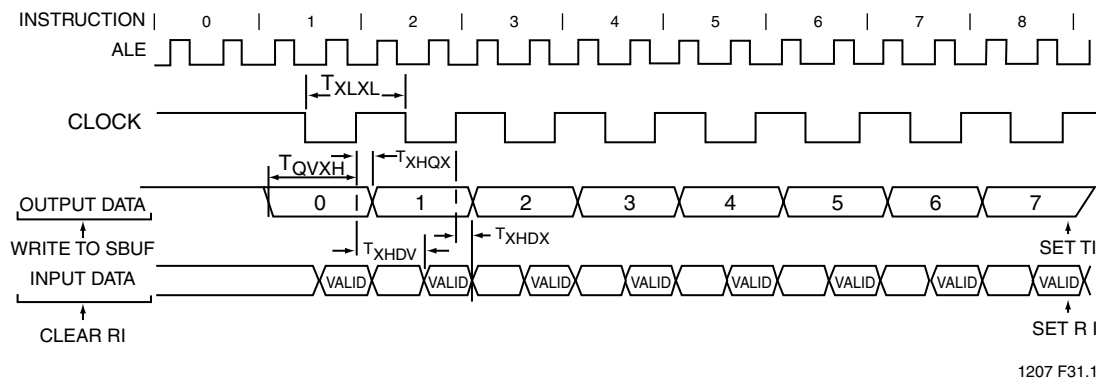 INSTRUCTION | 0 | 1 | 2 | 3 | 4 | 5 | 6 | 7 | 8 |
ALE
TXLXL
CLOCK
TQVXH
TXHQX
OUTPUT DATA
0 1 2 3 4 5 6 7
WRITE TO SBUF
TXHDV
TXHDX
SET TI
INPUT DATA
VALID VALID VALID VALID VALID VALID VALID VALID
CLEAR RI
SET R I
1207 F31.1